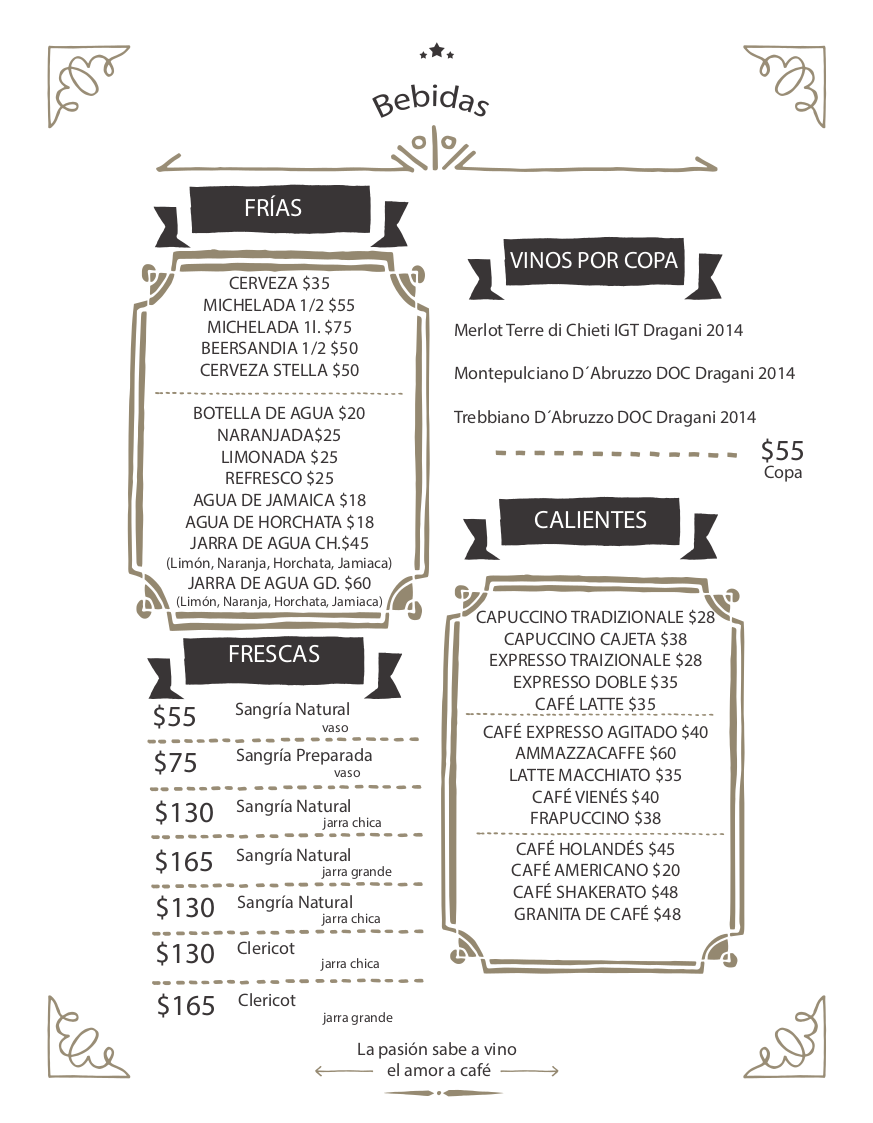 Bebidas
FRÍAS
CERVEZA $35
MICHELADA 1/2 $55
MICHELADA 1l. $75
BEERSANDIA 1/2 $50
CERVEZA STELLA $50
BOTELLA DE AGUA $20
NARANJADA$25
LIMONADA $25
REFRESCO $25
AGUA DE JAMAICA $18
AGUA DE HORCHATA $18
JARRA DE AGUA CH.$45
(Limón, Naranja, Horchata, Jamiaca)
JARRA DE AGUA GD. $60
(Limón, Naranja, Horchata, Jamiaca)
FRESCAS
$55 Sangría Natural
vaso
$75 Sangría Preparada
vaso
$130 Sangría Natural
jarra chica
$165 Sangría Natural
jarra grande
$130 Sangría Natural
jarra chica
$130 Clericot
jarra chica
$165 Clericot
jarra grande
VINOS POR COPA
Merlot Terre di Chieti IGT Dragani 2014
Montepulciano D´Abruzzo DOC Dragani 2014
Trebbiano D´Abruzzo DOC Dragani 2014
$55
Copa
CALIENTES
CAPUCCINO TRADIZIONALE $28
CAPUCCINO CAJETA $38
EXPRESSO TRAIZIONALE $28
EXPRESSO DOBLE $35
CAFÉ LATTE $35
CAFÉ EXPRESSO AGITADO $40
AMMAZZACAFFE $60
LATTE MACCHIATO $35
CAFÉ VIENÉS $40
FRAPUCCINO $38
CAFÉ HOLANDÉS $45
CAFÉ AMERICANO $20
CAFÉ SHAKERATO $48
GRANITA DE CAFÉ $48
La pasión sabe a vino
el amor a café